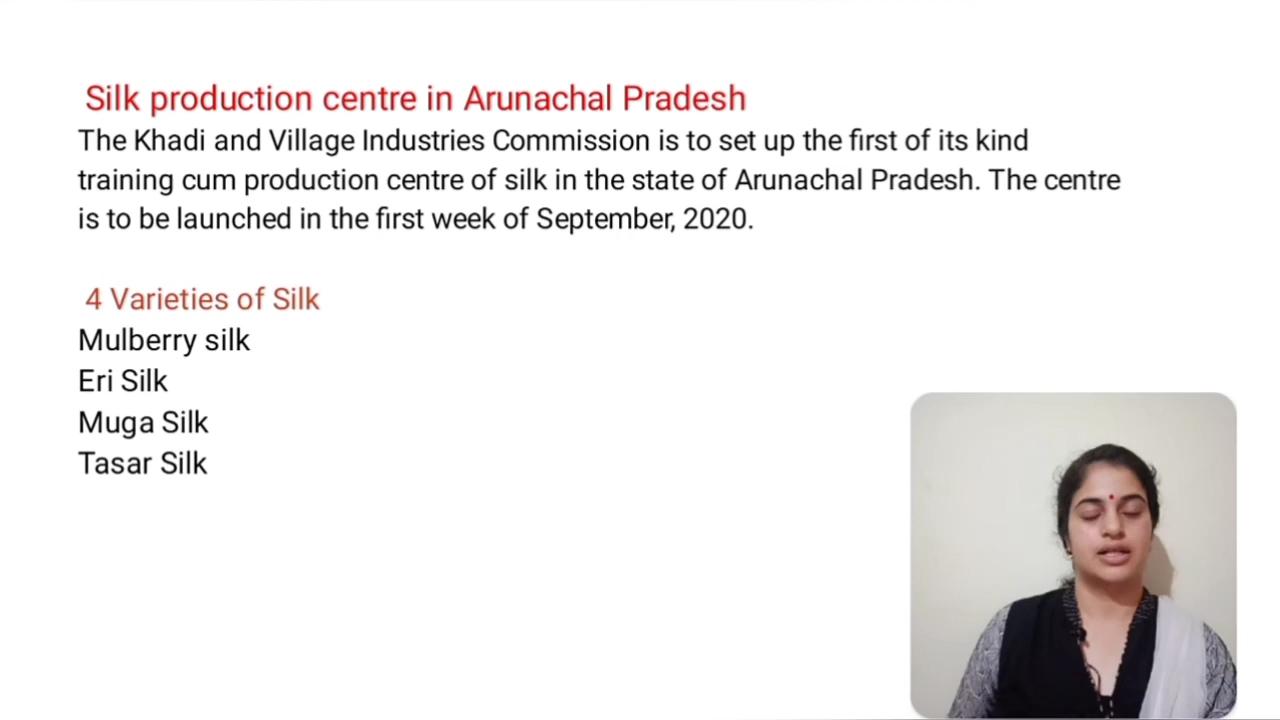 Silk production centre in Arunachal Pradesh
The Khadi and Village Industries Commission is to set up the first of its kind
training cum production centre of silk in the state of Arunachal Pradesh. The centre
is to be launched in the first week of September, 2020.
4 Varieties of Silk
Mulberry silk
Eri Silk
Muga Silk
Tasar Silk